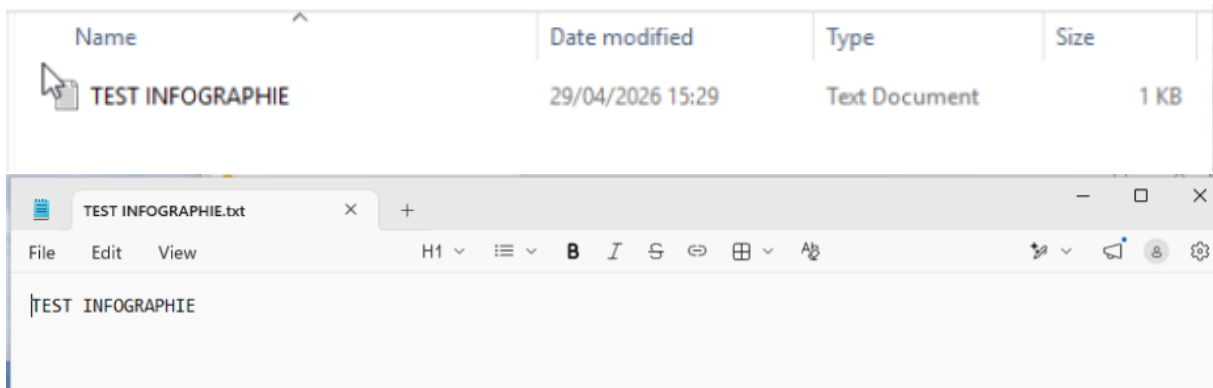 Name Date modified Type Size
TEST INFOGRAPHIE 29/04/2026 15:29 Text Document 1 KB
TEST INFOGRAPHIE.txt
File Edit View H1 B I S Ab
TEST INFOGRAPHIE